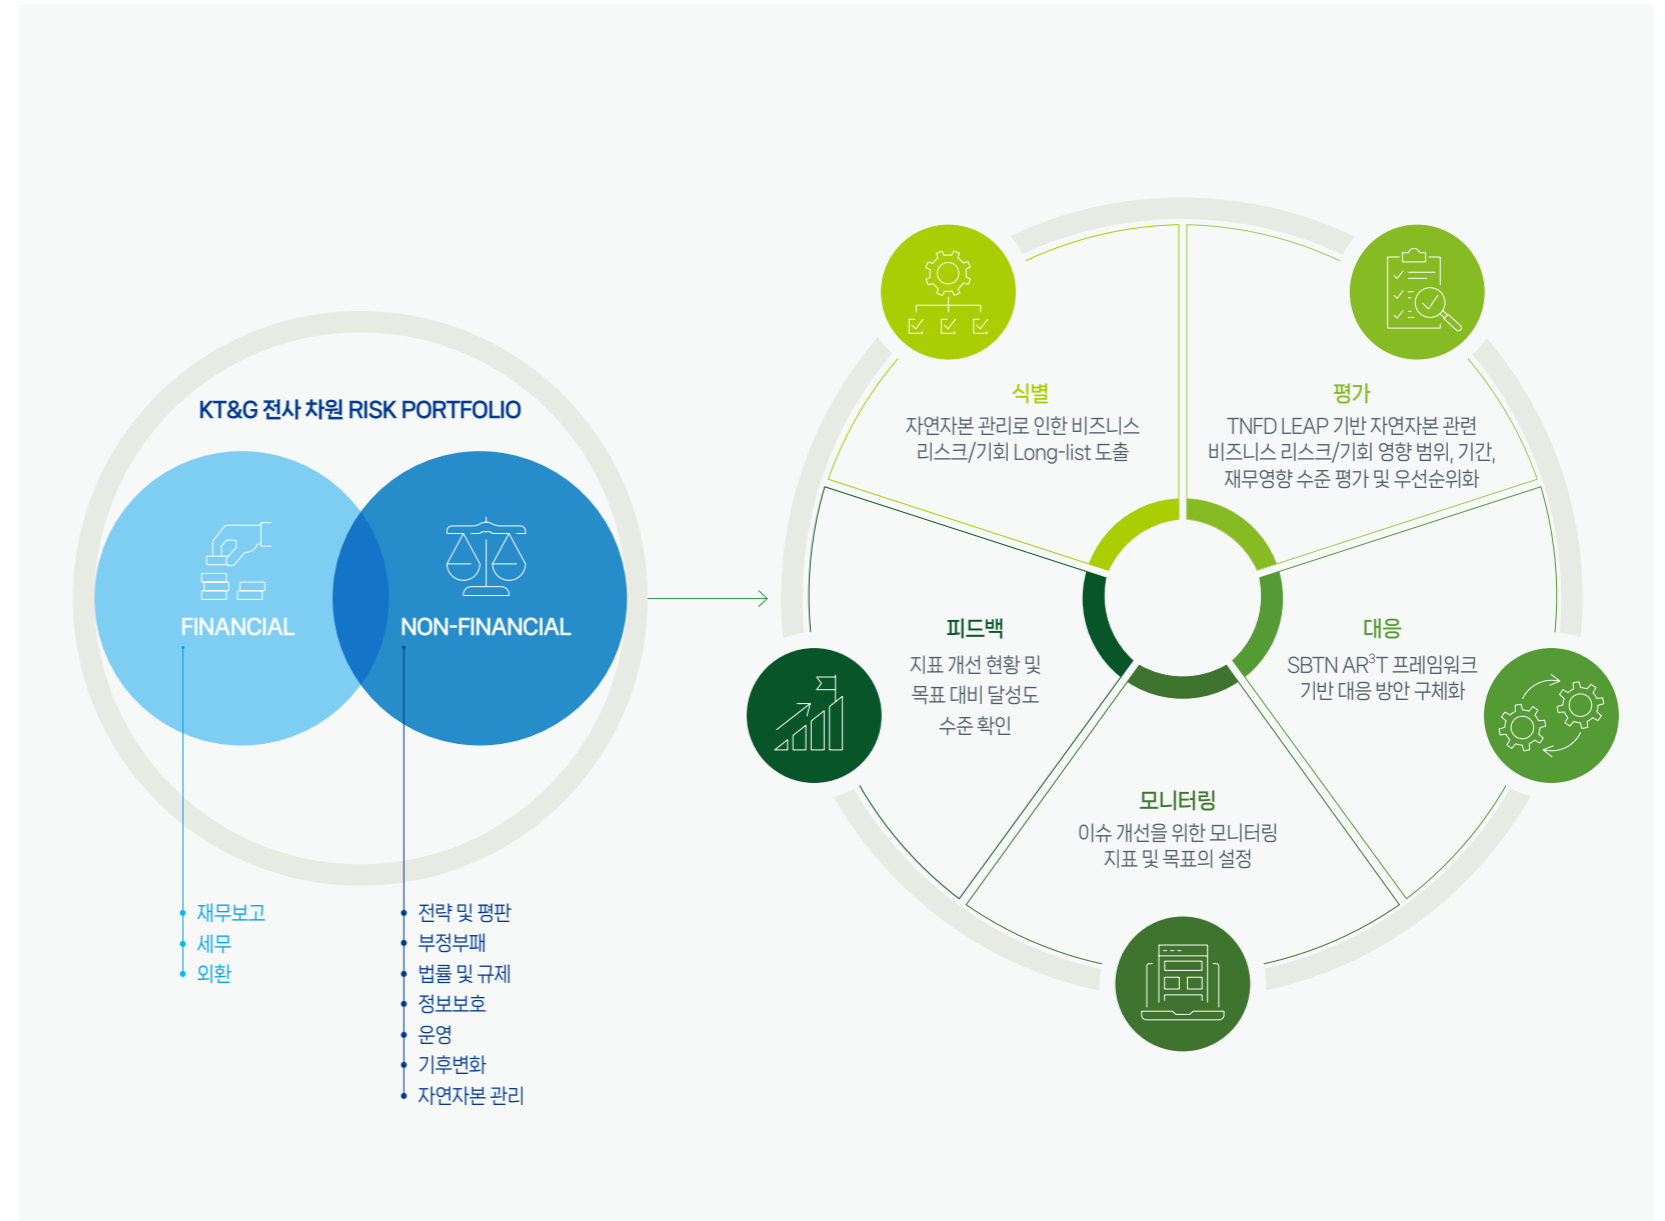 KT&G 전사 차원 RISK PORTFOLIO
FINANCIAL
NON-FINANCIAL
재무보고
세무
외환
전략 및 평판
부정부패
법률 및 규제
정보보호
운영
기후변화
자연자본 관리
식별
자연자본 관리로 인한 비즈니스
리스크/기회 Long-list 도출
평가
TNFD LEAP 기반 자연자본 관련
비즈니스 리스크/기회 영향 범위, 기간,
재무영향 수준 평가 및 우선순위화
대응
SBTN AR³T 프레임워크
기반 대응 방안 구체화
모니터링
이슈 개선을 위한 모니터링
지표 및 목표의 설정
피드백
지표 개선 현황 및
목표 대비 달성도
수준 확인